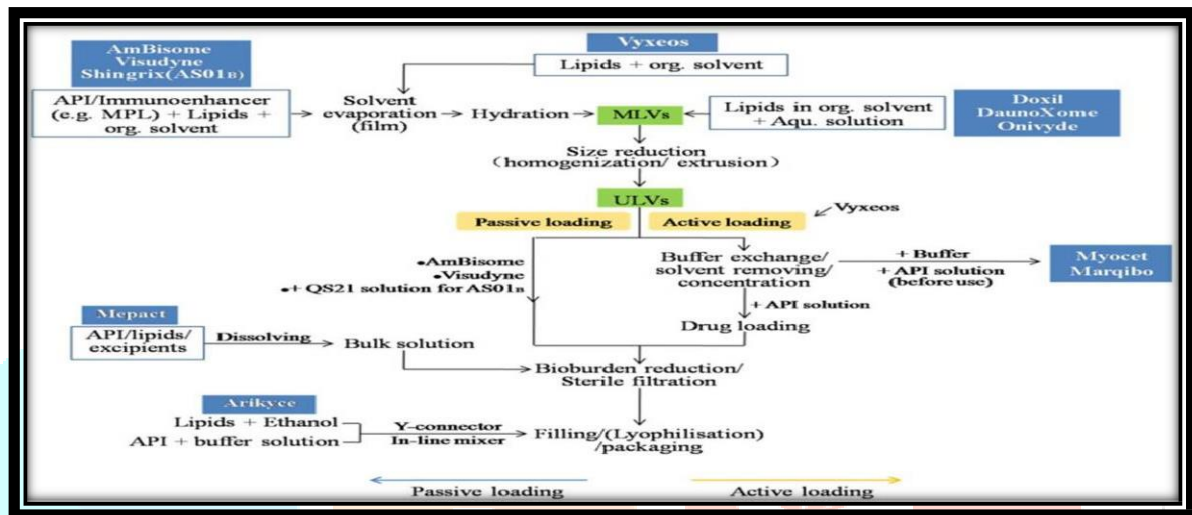 AmBisome
Visudyne
Shingrix(AS01B)
API/Immunoenhancer
(e.g. MPL) + Lipids +
org. solvent
Solvent
evaporation
(film)
Hydration
Vyxeos
Lipids + org. solvent
MLVs
Lipids in org. solvent
+ Aqu. solution
Doxil
DaunoXome
Onivyde
Size reduction
(homogenization/ extrusion)
ULVs
Passive loading
Active loading
Vyxeos
•AmBisome
•Visudyne
•+ QS21 solution for AS01B
Buffer exchange/
solvent removing/
concentration
+ Buffer
+ API solution
(before use)
Myocet
Marqibo
+ API solution
Drug loading
Mepact
API/lipids/
excipients
Dissolving
Bulk solution
Bioburden reduction/
Sterile filtration
Arikyce
Lipids + Ethanol
API + buffer solution
Y-connector
In-line mixer
Filling/(Lyophilisation)
/packaging
Passive loading
Active loading